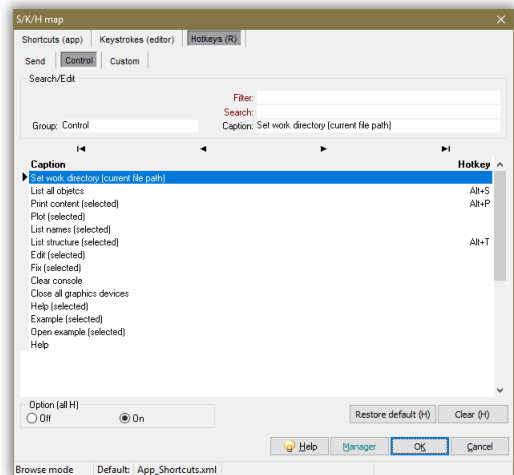 S/K/H map
Shortcuts (app) Keystrokes (editor) Hotkeys (R)
Send Control Custom
Search/Edit
Filter:
Search:
Group: Control Caption: Set work directory (current file path)
Caption Hotkey
Set work directory (current file path)
List all objetcs Alt+S
Print content (selected) Alt+P
Plot (selected)
List names (selected)
List structure (selected) Alt+T
Edit (selected)
Fix (selected)
Clear console
Close all graphics devices
Help (selected)
Example (selected)
Open example (selected)
Help
Option (all H)
Off On Restore default (H) Clear (H)
Help Manager OK Cancel
Browse mode Default: App_Shortcuts.xml